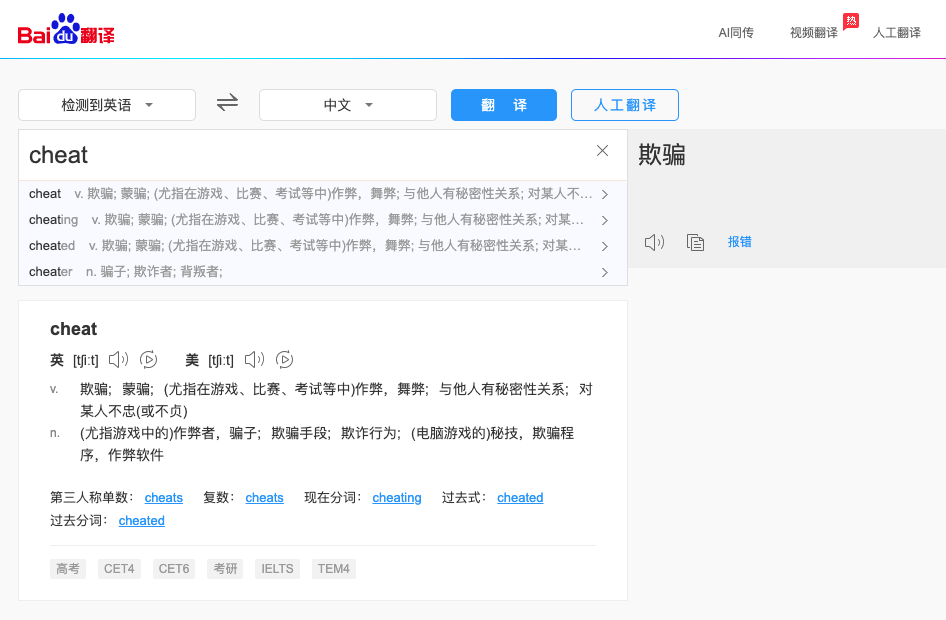 Bai du 翻译
AI同传 视频翻译 热 人工翻译
检测到英语 中文 翻 译 人工翻译
cheat
欺骗
cheat v. 欺骗; 蒙骗; (尤指在游戏、比赛、考试等中)作弊，舞弊; 与他人有秘密性关系; 对某人不…
cheating v. 欺骗; 蒙骗; (尤指在游戏、比赛、考试等中)作弊，舞弊; 与他人有秘密性关系; 对某…
cheated v. 欺骗; 蒙骗; (尤指在游戏、比赛、考试等中)作弊，舞弊; 与他人有秘密性关系; 对某…
报错
cheater n. 骗子; 欺诈者; 背叛者;
cheat
英 [tʃiːt] 美 [tʃiːt]
v. 欺骗；蒙骗；(尤指在游戏、比赛、考试等中)作弊，舞弊；与他人有秘密性关系；对
某人不忠(或不贞)
n. (尤指游戏中的)作弊者，骗子；欺骗手段；欺诈行为；(电脑游戏的)秘技，欺骗程
序，作弊软件
第三人称单数： cheats 复数： cheats 现在分词： cheating 过去式： cheated
过去分词： cheated
高考 CET4 CET6 考研 IELTS TEM4